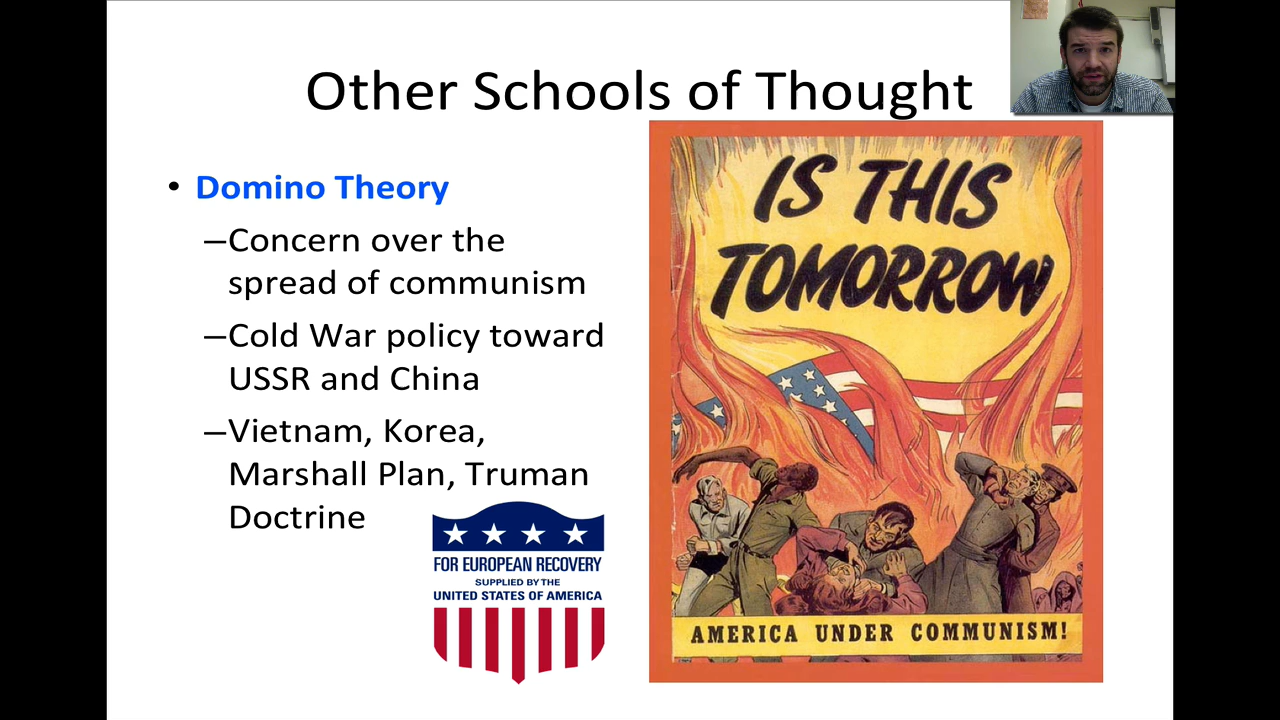 Other Schools of Thought
• Domino Theory
–Concern over the
spread of communism
–Cold War policy toward
USSR and China
–Vietnam, Korea,
Marshall Plan, Truman
Doctrine
FOR EUROPEAN RECOVERY
SUPPLIED BY THE
UNITED STATES OF AMERICA
IS THIS
TOMORROW
AMERICA UNDER COMMUNISM!